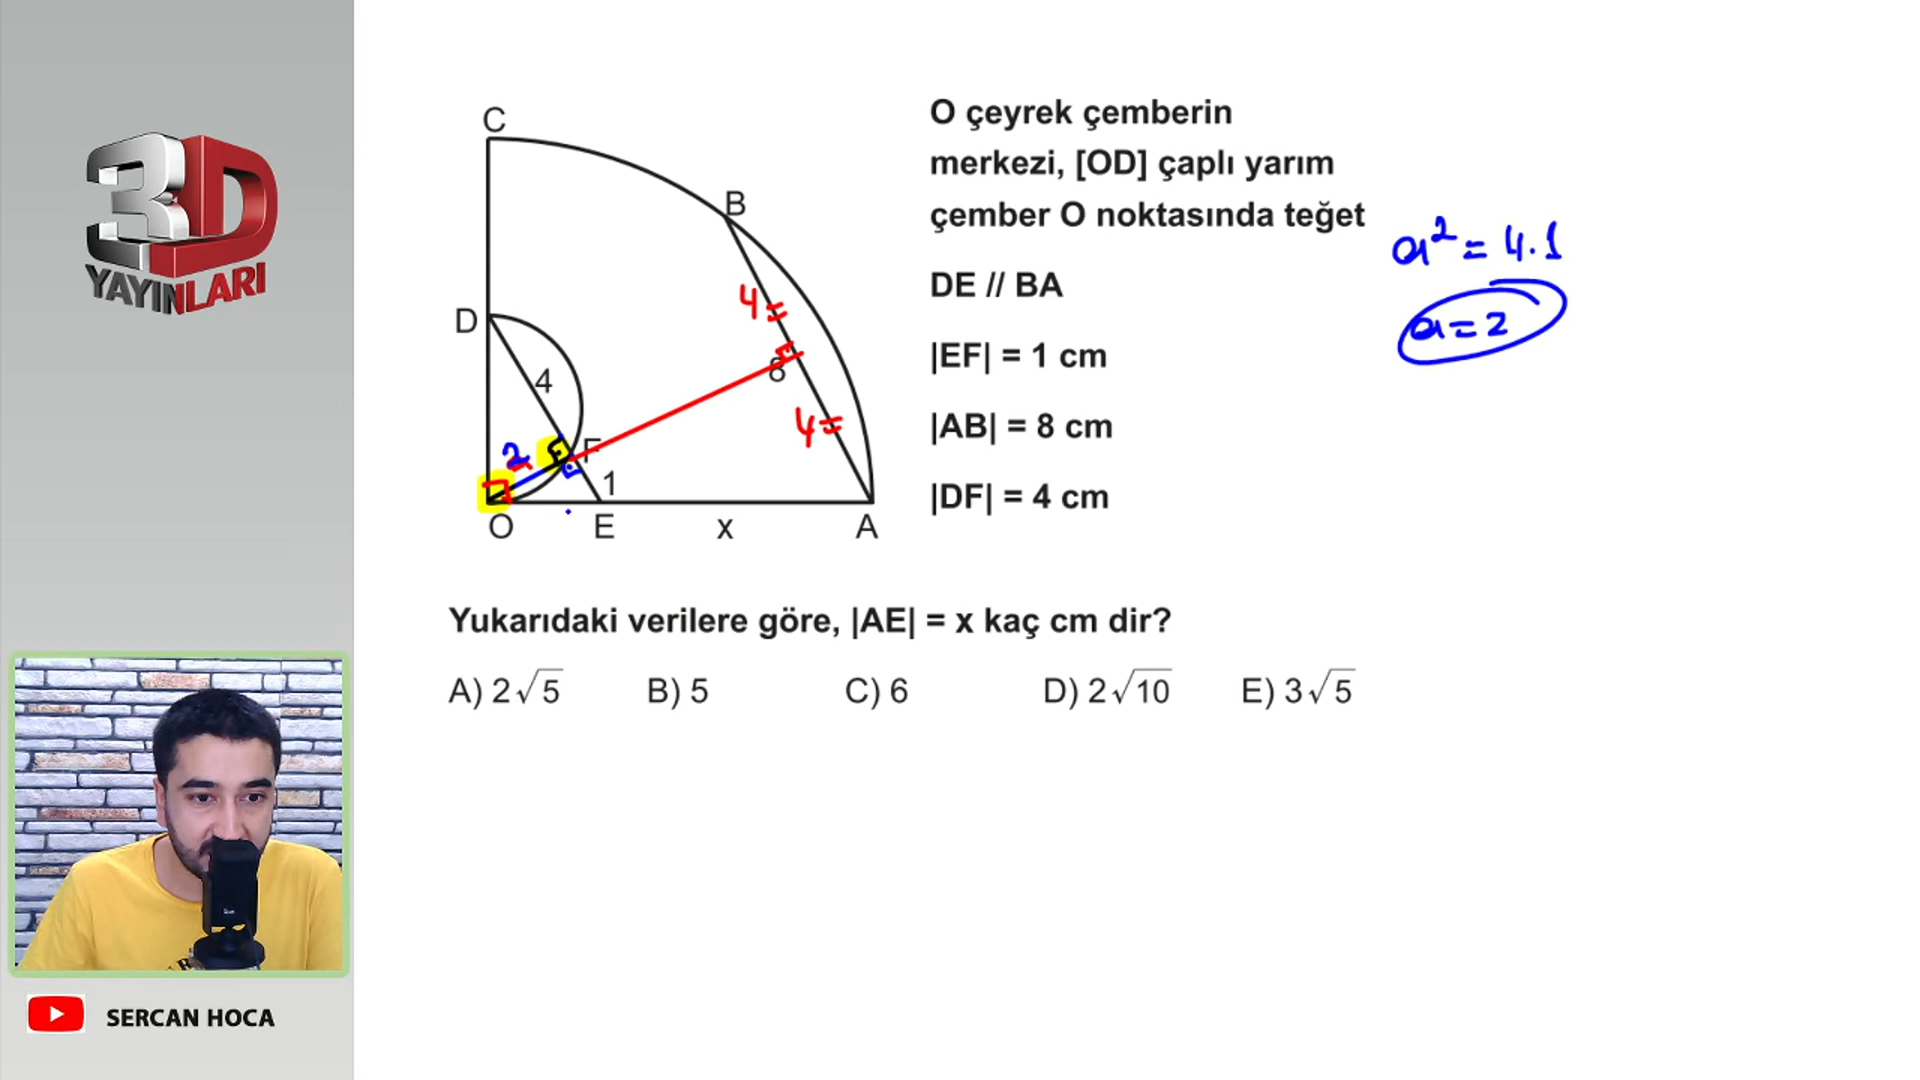 3D
YAYINLARI
C
B
D
4
4
8
4
2
F
1
O
E
x
A
O çeyrek çemberin
merkezi, [OD] çaplı yarım
çember O noktasında teğet
DE // BA
|EF| = 1 cm
|AB| = 8 cm
|DF| = 4 cm
a² = 4.1
a = 2
Yukarıdaki verilere göre, |AE| = x kaç cm dir?
A) 2√5 B) 5 C) 6 D) 2√10 E) 3√5
SERCAN HOCA